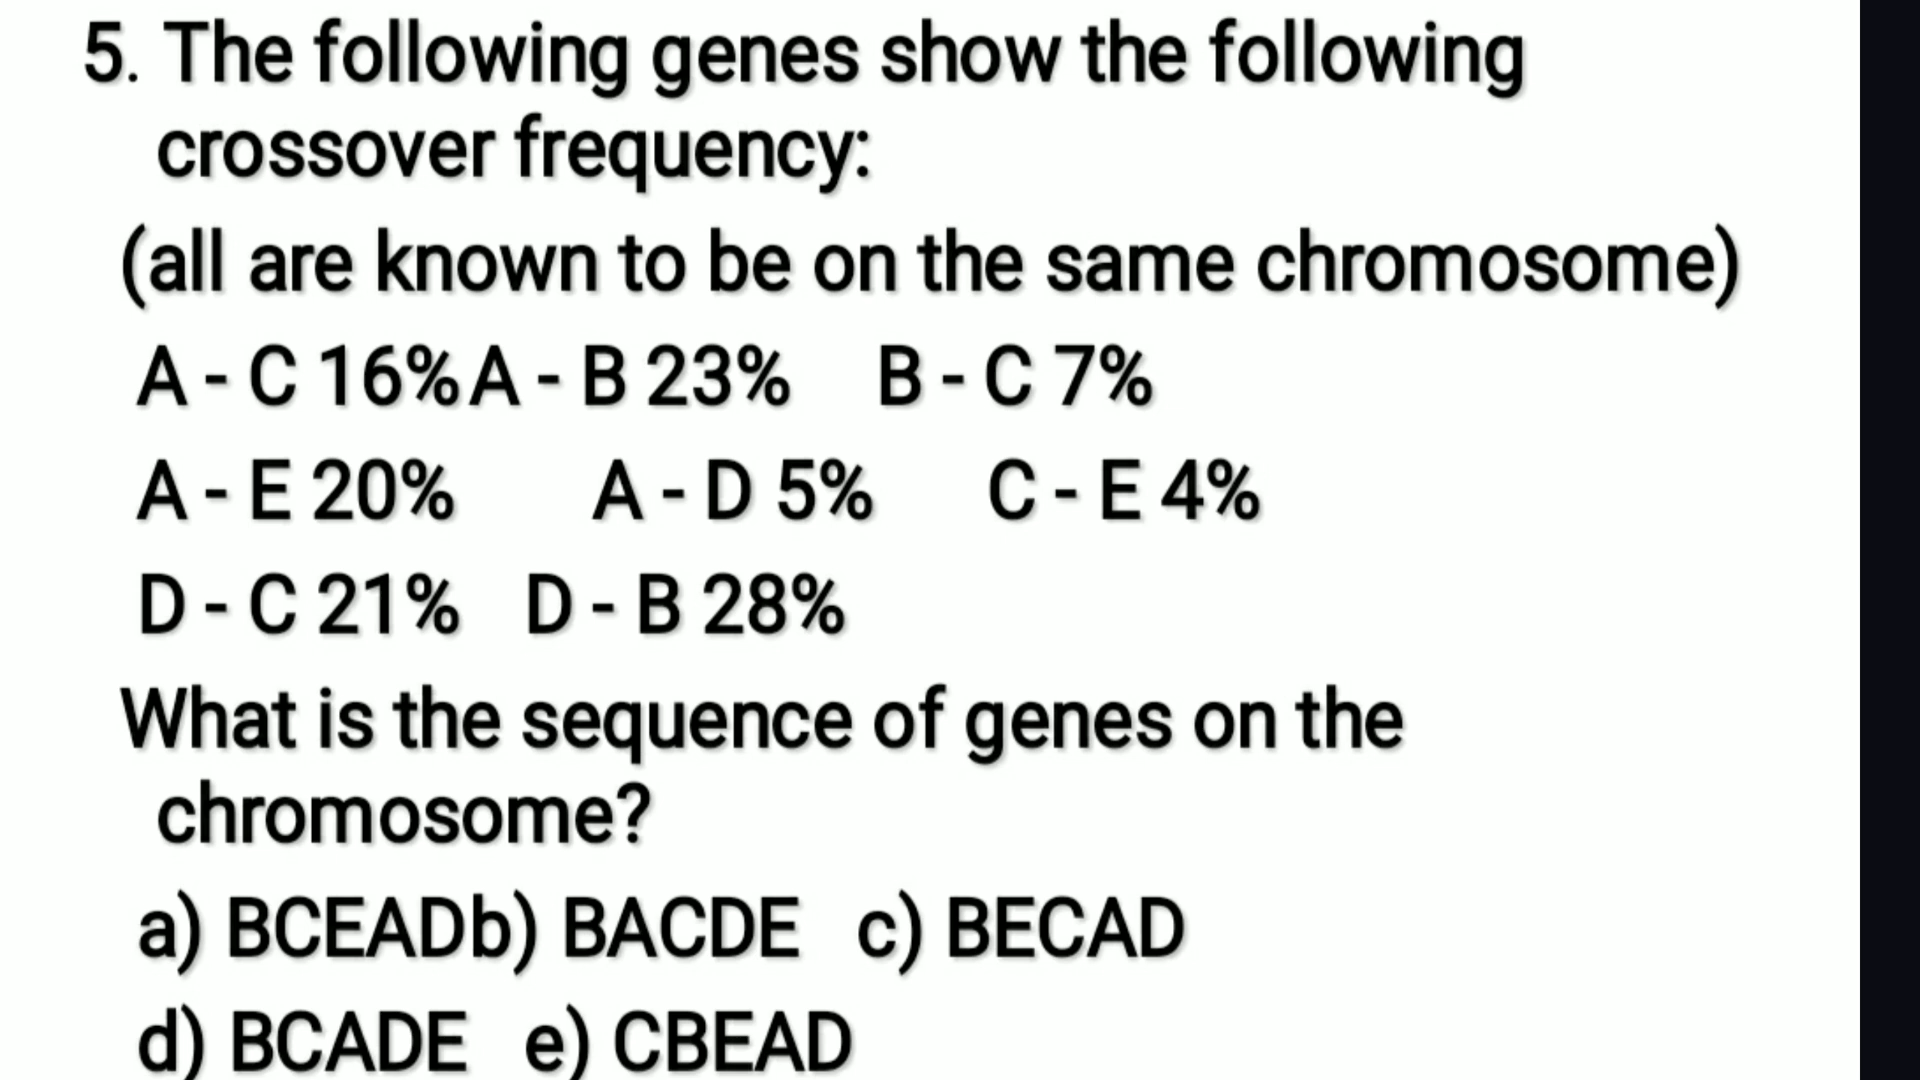 5. The following genes show the following
crossover frequency:
(all are known to be on the same chromosome)
A - C 16% A - B 23% B - C 7%
A - E 20% A - D 5% C - E 4%
D - C 21% D - B 28%
What is the sequence of genes on the
chromosome?
a) BCEAD b) BACDE c) BECAD
d) BCADE e) CBEAD